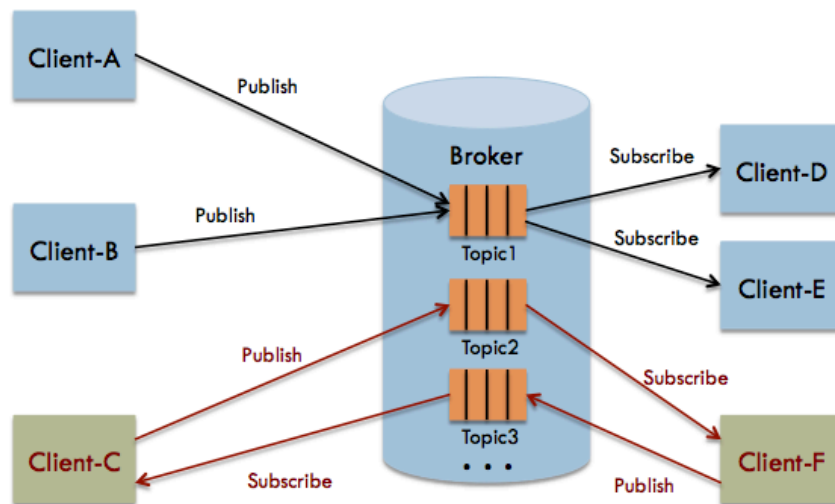 Client-A
Publish
Broker
Subscribe
Client-D
Client-B
Publish
Topic1
Subscribe
Client-E
Publish
Topic2
Subscribe
Client-C
Subscribe
Topic3
• • •
Publish
Client-F